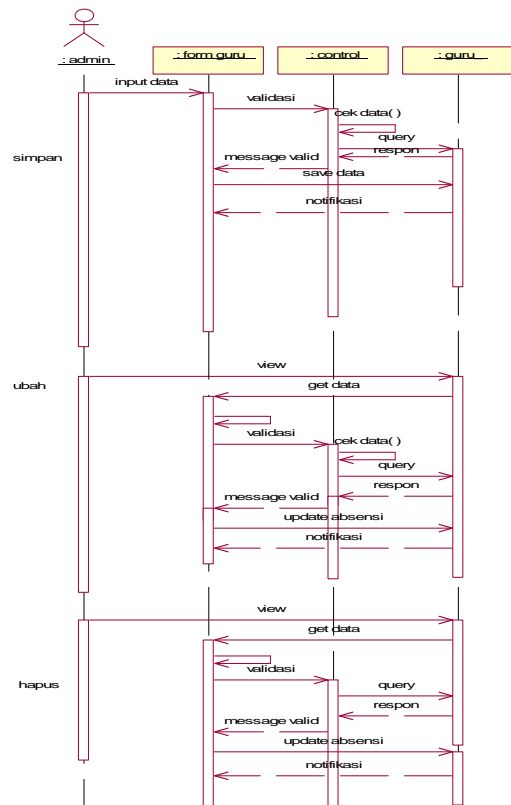 : admin
: form guru
: control
: guru_
input data
validasi
cek data( )
query
respon
simpan
message valid
save data
notifikasi
view
ubah
get data
validasi
cek data( )
query
respon
message valid
update absensi
notifikasi
view
get data
validasi
hapus
query
respon
message valid
update absensi
notifikasi